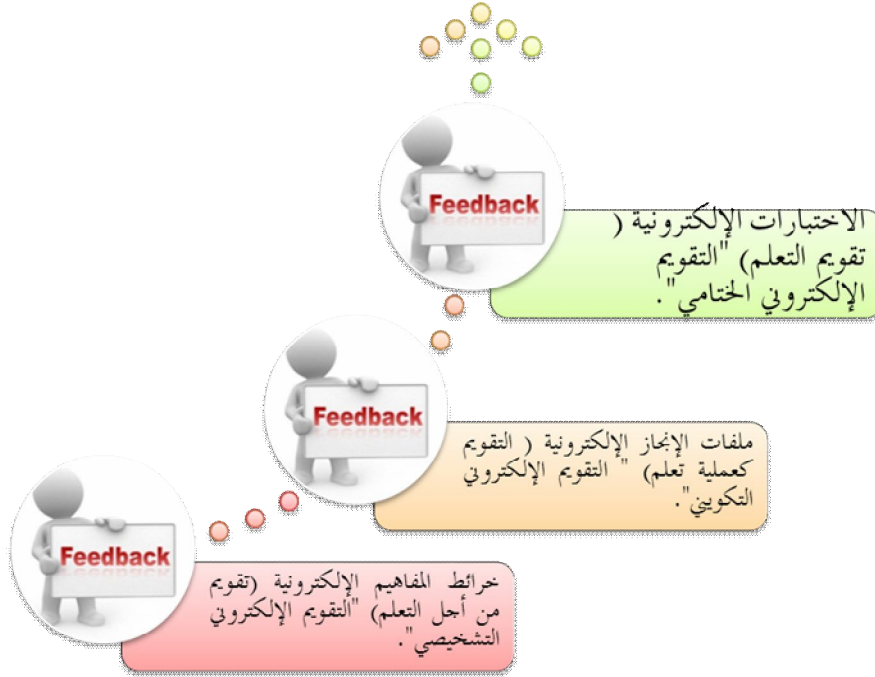 Feedback
الاختبارات الإلكترونية (
تقويم التعلم) "التقويم
الإلكتروني الختامي".
Feedback
ملفات الإنجاز الإلكترونية ( التقويم
كعملية تعلم) " التقويم الإلكتروني
التكويني".
Feedback
خرائط المفاهيم الإلكترونية (تقويم
من أجل التعلم) "التقويم الإلكتروني
التشخيصي".